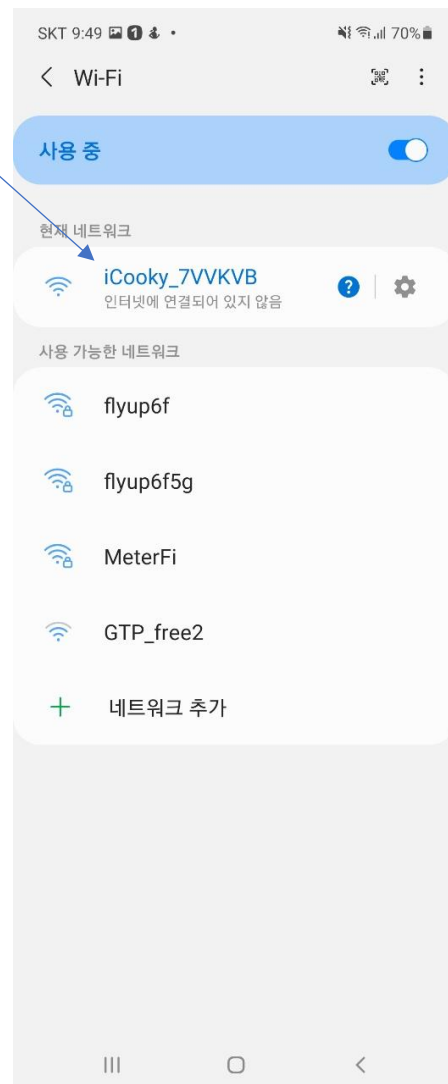 SKT 9:49 1
70%
Wi-Fi
사용 중
현재 네트워크
iCooky_7VVKVB
인터넷에 연결되어 있지 않음
?
사용 가능한 네트워크
flyup6f
flyup6f5g
MeterFi
GTP_free2
네트워크 추가